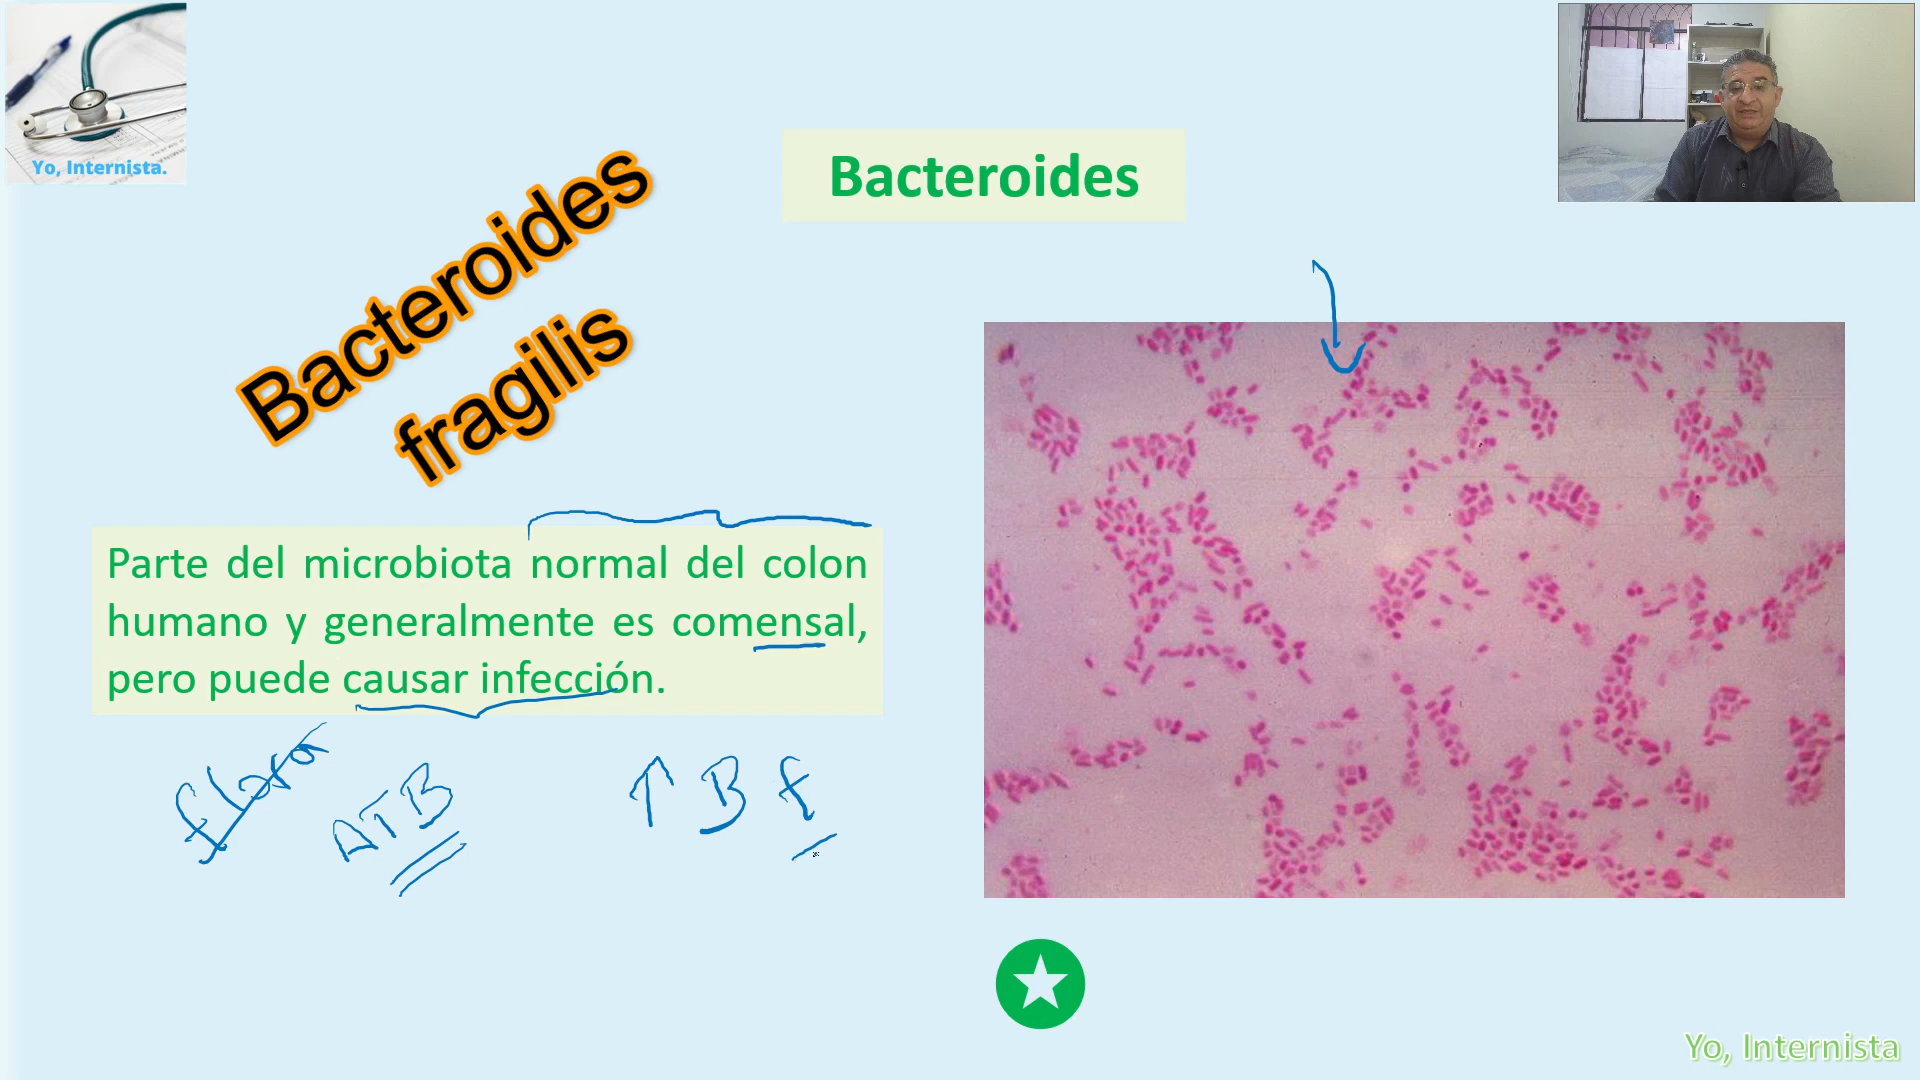 Yo, Internista.
Bacteroides
Bacteroides
fragilis
Parte del microbiota normal del colon
humano y generalmente es comensal,
pero puede causar infección.
flora
ATB
↑ B f
Yo, Internista